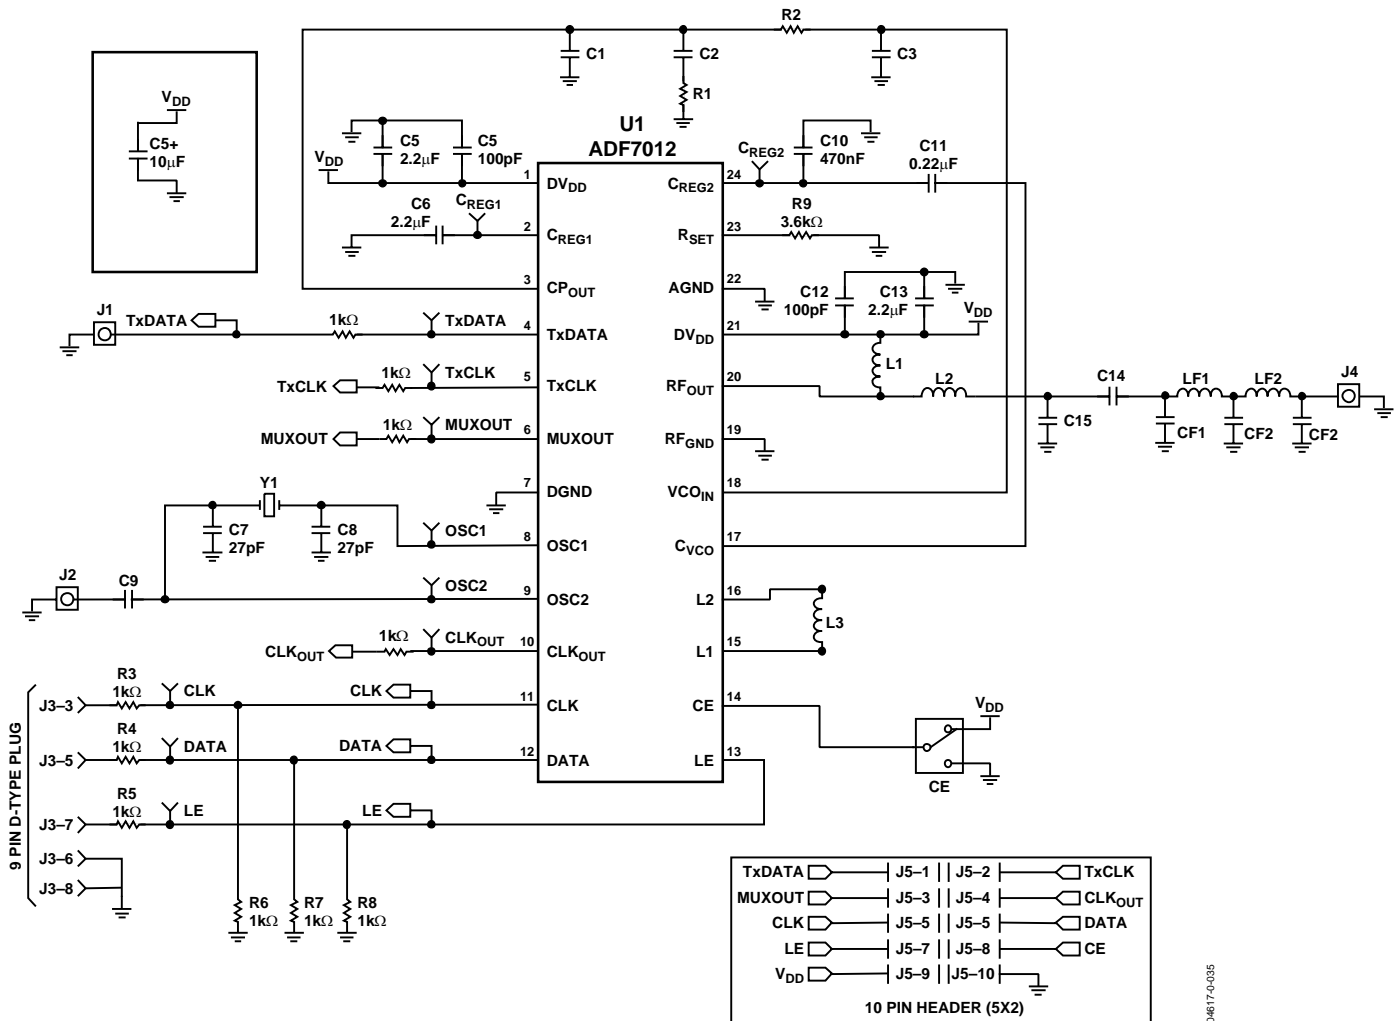 R2
C1
C2
C3
R1
VDD
C5+
10μF
U1
ADF7012
VDD
C5
2.2μF
C5
100pF
CREG2
C10
470nF
C11
0.22μF
1 DVDD
CREG2 24
C6
2.2μF
CREG1
2 CREG1
RSET 23
R9
3.6kΩ
3 CPOUT
AGND 22
C12
100pF
C13
2.2μF
VDD
J1
TxDATA
1kΩ
TxDATA
4 TxDATA
DVDD 21
L1
TxCLK
1kΩ
TxCLK
5 TxCLK
RFOUT 20
L2
C14
LF1
LF2
J4
C15
CF1
CF2
CF2
MUXOUT
1kΩ
MUXOUT
6 MUXOUT
RFGND 19
7 DGND
VCOIN 18
Y1
C7
27pF
C8
27pF
OSC1
8 OSC1
CVCO 17
J2
C9
OSC2
9 OSC2
L2 16
L3
CLKOUT
1kΩ
CLKOUT
10 CLKOUT
L1 15
9 PIN D-TYPE PLUG
J3–3
R3
1kΩ
CLK
CLK
11 CLK
CE 14
VDD
CE
J3–5
R4
1kΩ
DATA
DATA
12 DATA
LE 13
J3–7
R5
1kΩ
LE
LE
J3–6
J3–8
R6
1kΩ
R7
1kΩ
R8
1kΩ
TxDATA J5–1 J5–2 TxCLK
MUXOUT J5–3 J5–4 CLKOUT
CLK J5–5 J5–5 DATA
LE J5–7 J5–8 CE
VDD J5–9 J5–10
10 PIN HEADER (5X2)
04617-0-035